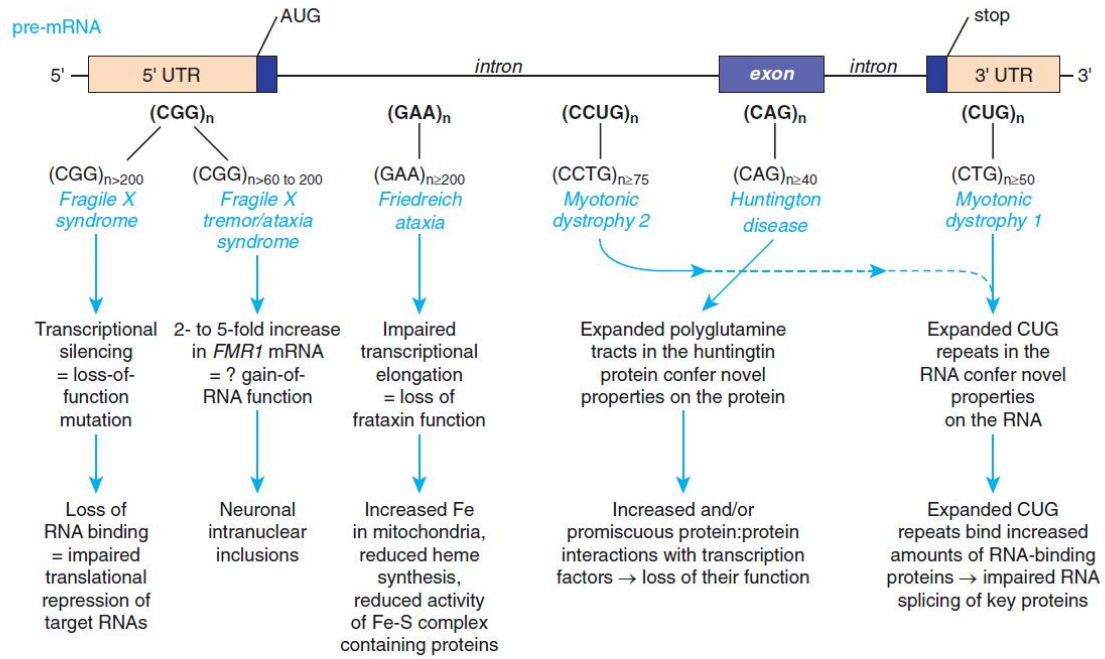 pre-mRNA
AUG
stop
5' 5' UTR intron exon intron 3' UTR 3'
(CGG)n
(GAA)n
(CCUG)n
(CAG)n
(CUG)n
(CGG)n>200
Fragile X
syndrome
(CGG)n>60 to 200
Fragile X
tremor/ataxia
syndrome
(GAA)n≥200
Friedreich
ataxia
(CCTG)n≥75
Myotonic
dystrophy 2
(CAG)n≥40
Huntington
disease
(CTG)n≥50
Myotonic
dystrophy 1
Transcriptional
silencing
= loss-of-
function
mutation
2- to 5-fold increase
in FMR1 mRNA
= ? gain-of-
RNA function
Impaired
transcriptional
elongation
= loss of
frataxin function
Expanded polyglutamine
tracts in the huntingtin
protein confer novel
properties on the protein
Expanded CUG
repeats in the
RNA confer novel
properties
on the RNA
Loss of
RNA binding
= impaired
translational
repression of
target RNAs
Neuronal
intranuclear
inclusions
Increased Fe
in mitochondria,
reduced heme
synthesis,
reduced activity
of Fe-S complex
containing proteins
Increased and/or
promiscuous protein:protein
interactions with transcription
factors → loss of their function
Expanded CUG
repeats bind increased
amounts of RNA-binding
proteins → impaired RNA
splicing of key proteins